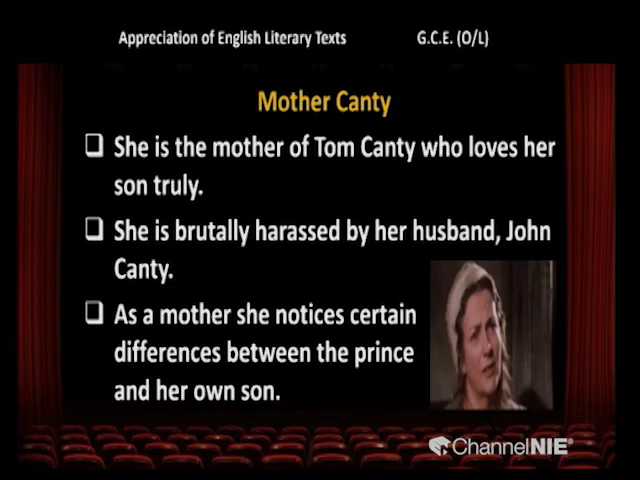 Appreciation of English Literary Texts G.C.E. (O/L)
Mother Canty
❑ She is the mother of Tom Canty who loves her
son truly.
❑ She is brutally harassed by her husband, John
Canty.
❑ As a mother she notices certain
differences between the prince
and her own son.
ChannelNIE®